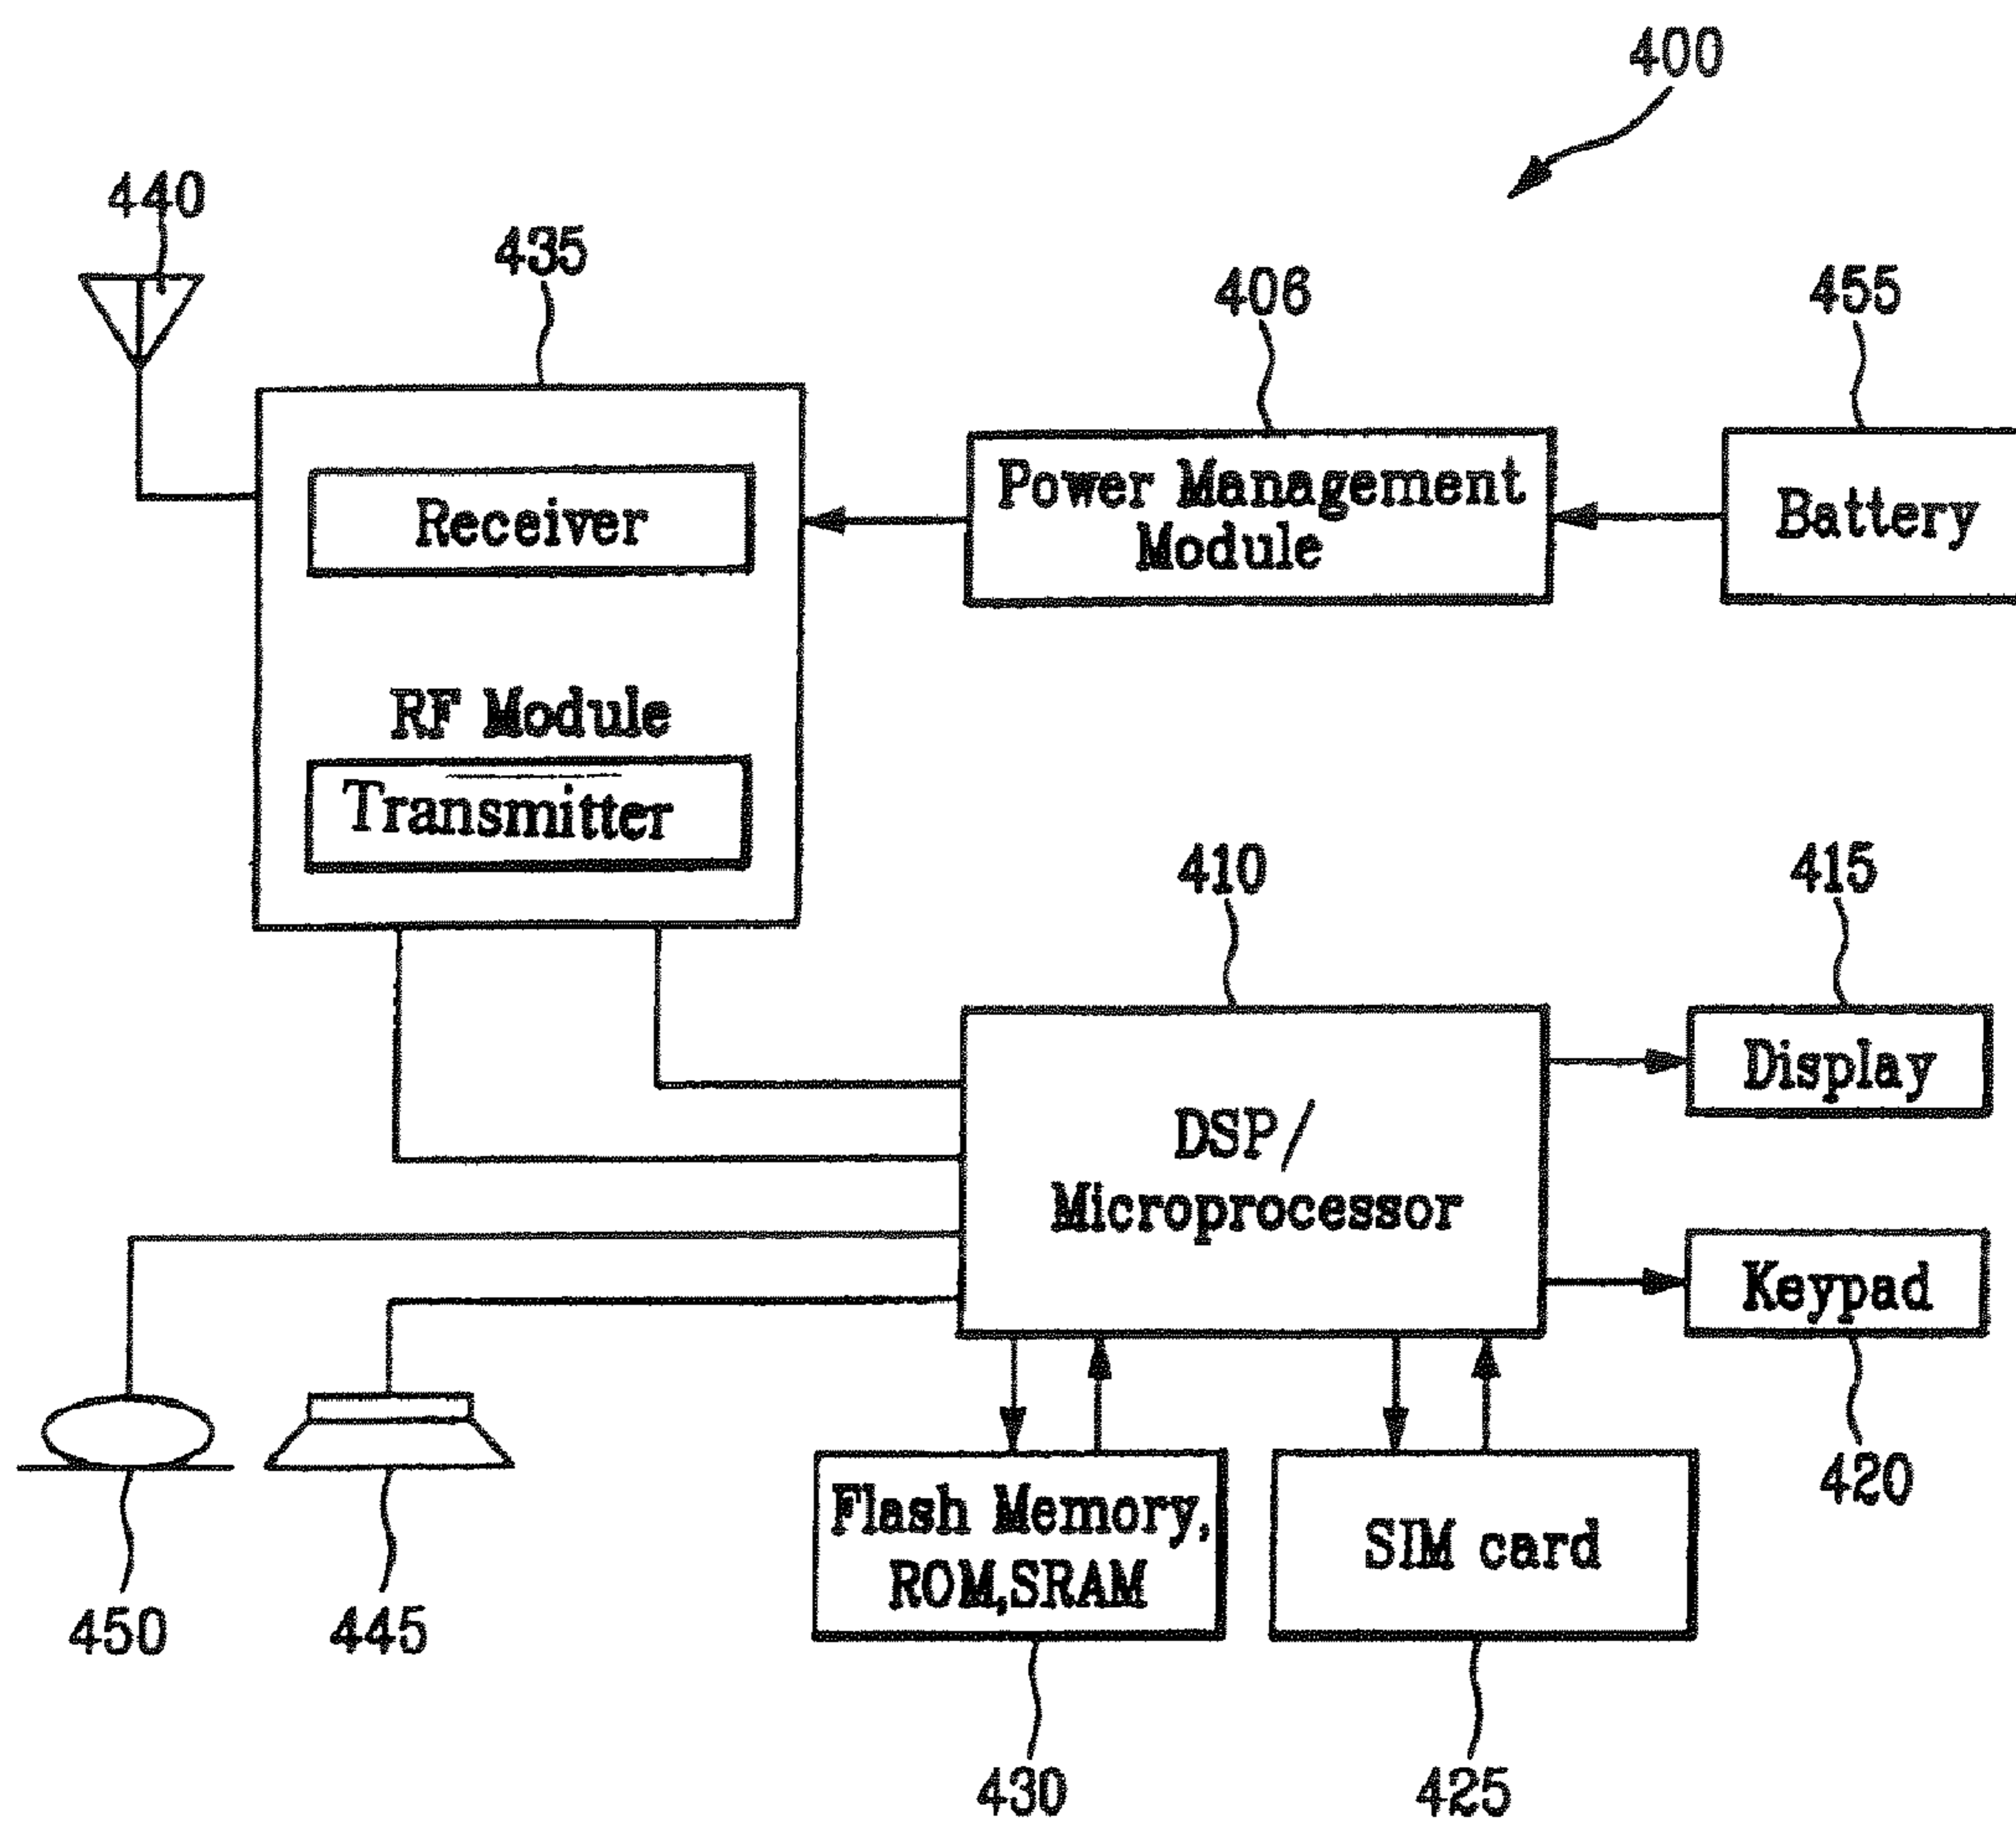 400
440
435
406
455
Receiver
Power Management
Module
Battery
RF Module
Transmitter
410
415
DSP/
Microprocessor
Display
Keypad
420
Flash Memory,
ROM,SRAM
SIM card
450
445
430
425